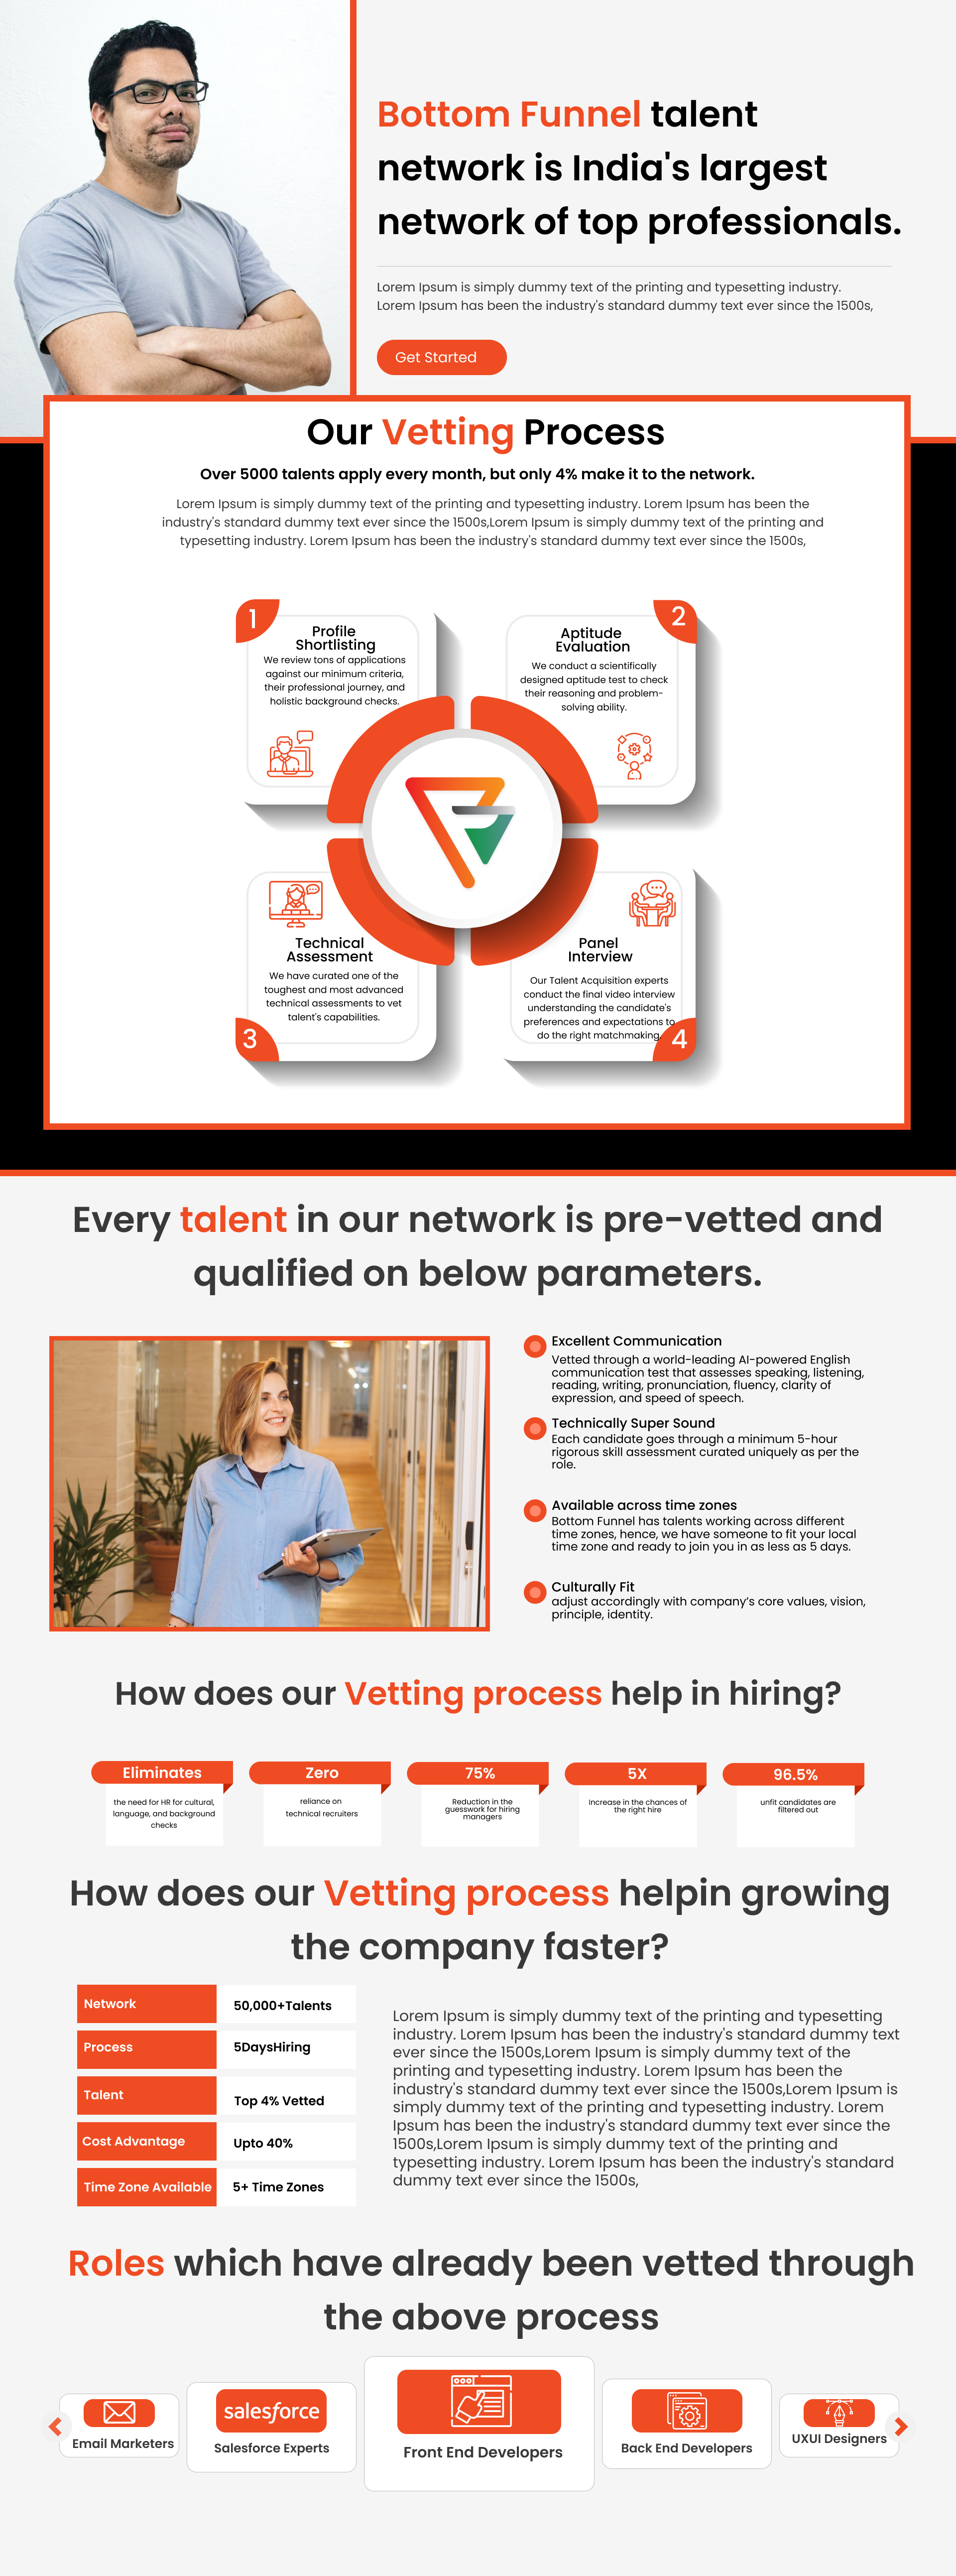 Bottom Funnel talent
network is India's largest
network of top professionals.
Lorem Ipsum is simply dummy text of the printing and typesetting industry.
Lorem Ipsum has been the industry's standard dummy text ever since the 1500s,
Get Started
Our Vetting Process
Over 5000 talents apply every month, but only 4% make it to the network.
Lorem Ipsum is simply dummy text of the printing and typesetting industry. Lorem Ipsum has been the
industry's standard dummy text ever since the 1500s,Lorem Ipsum is simply dummy text of the printing and
typesetting industry. Lorem Ipsum has been the industry's standard dummy text ever since the 1500s,
1
Profile
Shortlisting
We review tons of applications
against our minimum criteria,
their professional journey, and
holistic background checks.
2
Aptitude
Evaluation
We conduct a scientifically
designed aptitude test to check
their reasoning and problem-
solving ability.
Technical
Assessment
We have curated one of the
toughest and most advanced
technical assessments to vet
talent's capabilities.
3
Panel
Interview
Our Talent Acquisition experts
conduct the final video interview
understanding the candidate's
preferences and expectations to
do the right matchmaking.
4
Every talent in our network is pre-vetted and
qualified on below parameters.
Excellent Communication
Vetted through a world-leading AI-powered English
communication test that assesses speaking, listening,
reading, writing, pronunciation, fluency, clarity of
expression, and speed of speech.
Technically Super Sound
Each candidate goes through a minimum 5-hour
rigorous skill assessment curated uniquely as per the
role.
Available across time zones
Bottom Funnel has talents working across different
time zones, hence, we have someone to fit your local
time zone and ready to join you in as less as 5 days.
Culturally Fit
adjust accordingly with company's core values, vision,
principle, identity.
How does our Vetting process help in hiring?
Eliminates
the need for HR for cultural,
language, and background
checks
Zero
reliance on
technical recruiters
75%
Reduction in the
guesswork for hiring
managers
5X
Increase in the chances of
the right hire
96.5%
unfit candidates are
filtered out
How does our Vetting process helpin growing
the company faster?
Network
50,000+Talents
Process
5DaysHiring
Talent
Top 4% Vetted
Cost Advantage
Upto 40%
Time Zone Available
5+ Time Zones
Lorem Ipsum is simply dummy text of the printing and typesetting
industry. Lorem Ipsum has been the industry's standard dummy text
ever since the 1500s,Lorem Ipsum is simply dummy text of the
printing and typesetting industry. Lorem Ipsum has been the
industry's standard dummy text ever since the 1500s,Lorem Ipsum is
simply dummy text of the printing and typesetting industry. Lorem
Ipsum has been the industry's standard dummy text ever since the
1500s,Lorem Ipsum is simply dummy text of the printing and
typesetting industry. Lorem Ipsum has been the industry's standard
dummy text ever since the 1500s,
Roles which have already been vetted through
the above process
Email Marketers
salesforce
Salesforce Experts
Front End Developers
Back End Developers
UXUI Designers